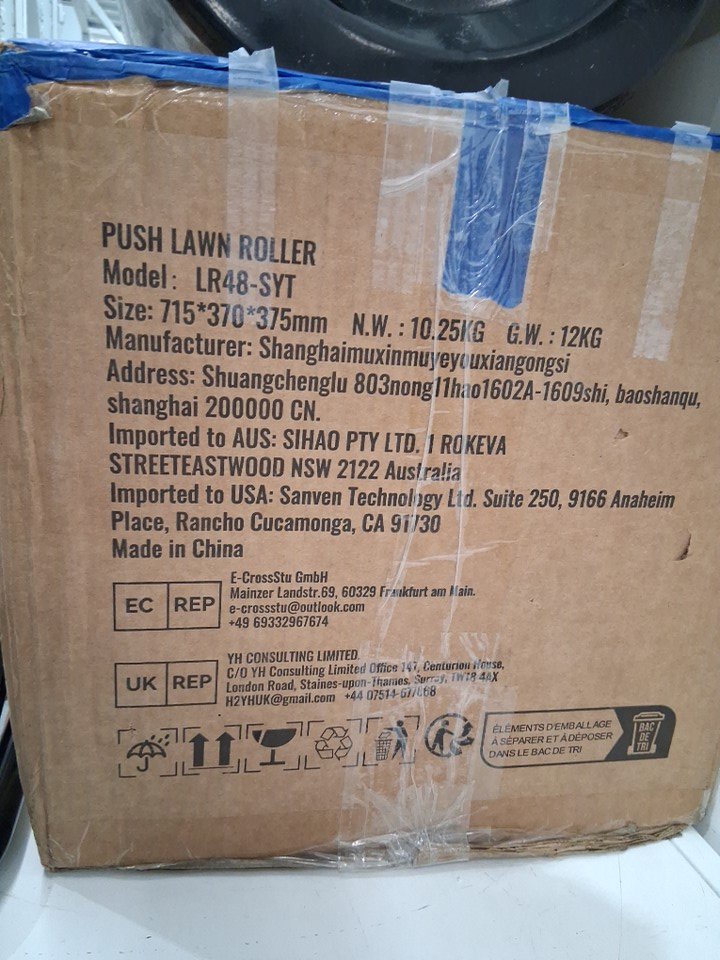 PUSH LAWN ROLLER
Model: LR48-SYT
Size: 715*370*375mm N.W. : 10.25KG G.W. : 12KG
Manufacturer: Shanghaimuxinmuyeyouxiangongsi
Address: Shuangchenglu 803nong11hao1602A-1609shi, baoshanqu,
shanghai 200000 CN.
Imported to AUS: SIHAO PTY LTD. 1 ROKEVA
STREETEASTWOOD NSW 2122 Australia
Imported to USA: Sanven Technology Ltd. Suite 250, 9166 Anaheim
Place, Rancho Cucamonga, CA 91730
Made in China
EC REP
E-CrossStu GmbH
Mainzer Landstr.69, 60329 Frankfurt am Main.
e-crossstu@outlook.com
+49 69332967674
UK REP
YH CONSULTING LIMITED.
C/O YH Consulting Limited Office 147, Centurion House,
London Road, Staines-upon-Thames, Surrey, TW18 4AX
H2YHUK@gmail.com +44 07514-677868
ÉLÉMENTS D'EMBALLAGE
À SÉPARER ET À DÉPOSER
DANS LE BAC DE TRI
BAC
DE
TRI